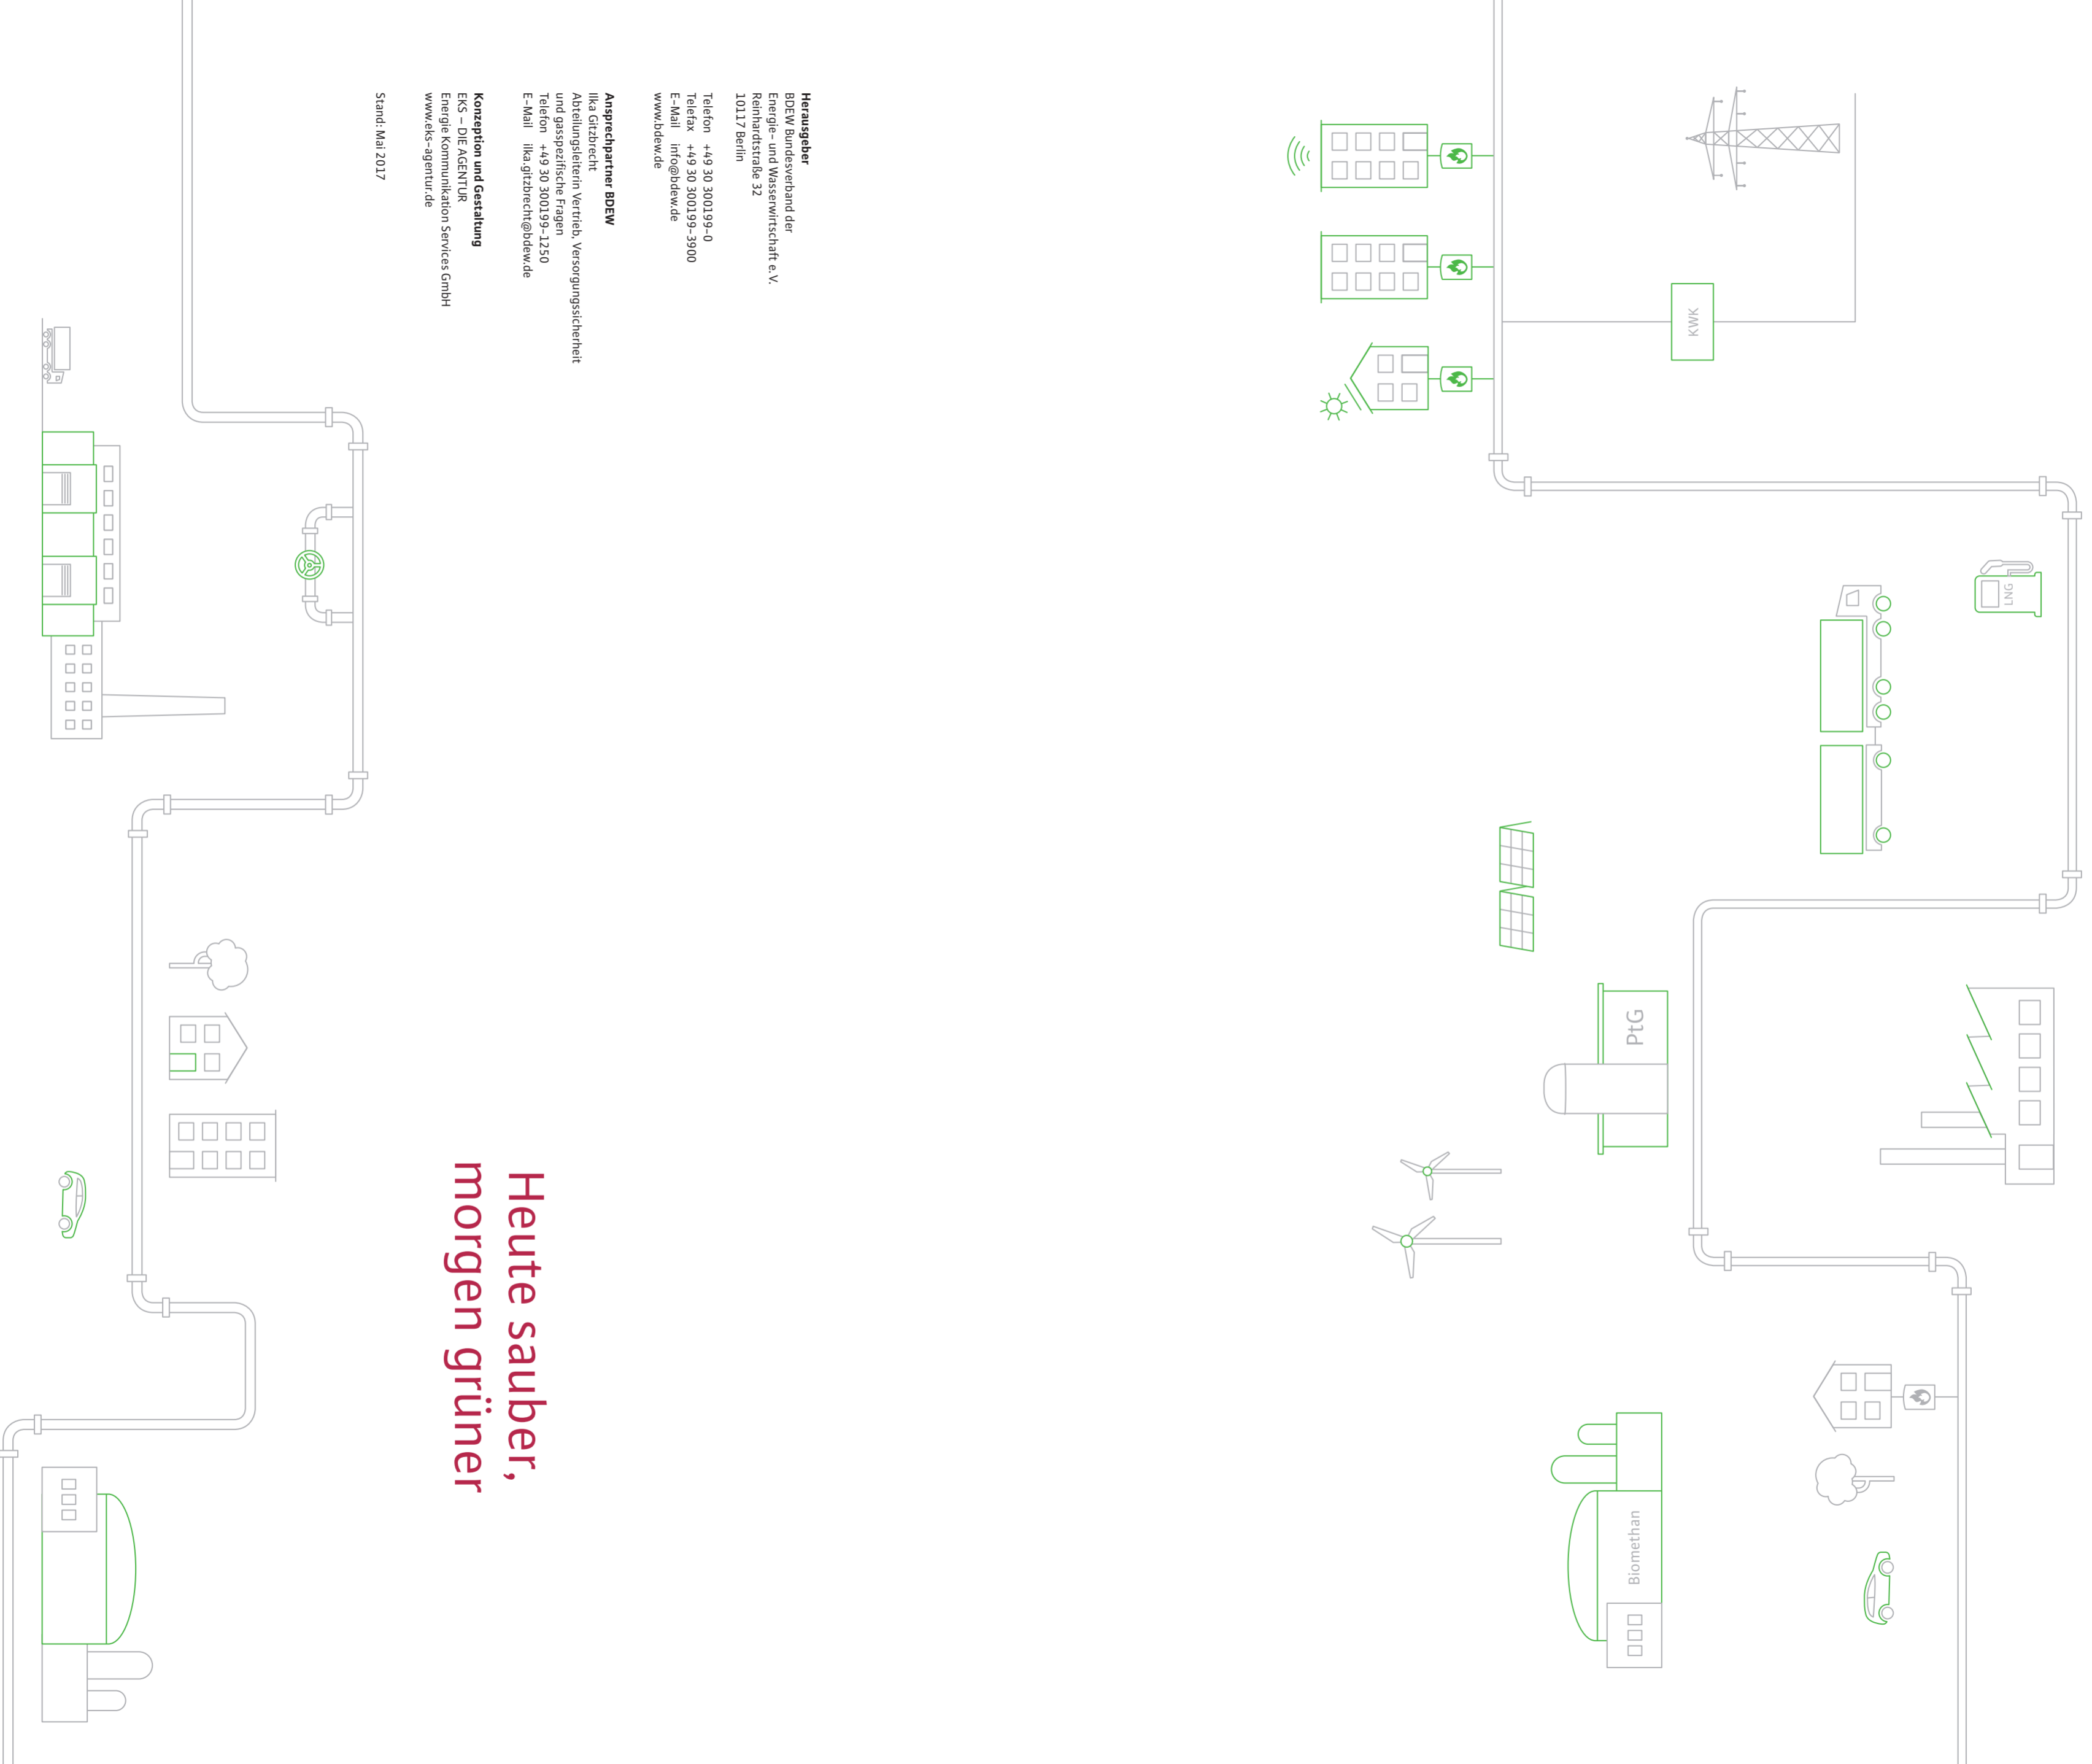 Herausgeber
BDEW Bundesverband der
Energie- und Wasserwirtschaft e.V.
Reinhardtstraße 32
10117 Berlin
Telefon +49 30 300199-0
Telefax +49 30 300199-3900
E-Mail info@bdew.de
www.bdew.de
Ansprechpartner BDEW
Ilka Gitzbrecht
Abteilungsleiterin Vertrieb, Versorgungssicherheit
und gasspezifische Fragen
Telefon +49 30 300199-1250
E-Mail ilka.gitzbrecht@bdew.de
Konzeption und Gestaltung
EKS – DIE AGENTUR
Energie Kommunikation Services GmbH
www.eks-agentur.de
Stand: Mai 2017
Heute sauber,
morgen grüner
KWK
LNG
PtG
Biomethan